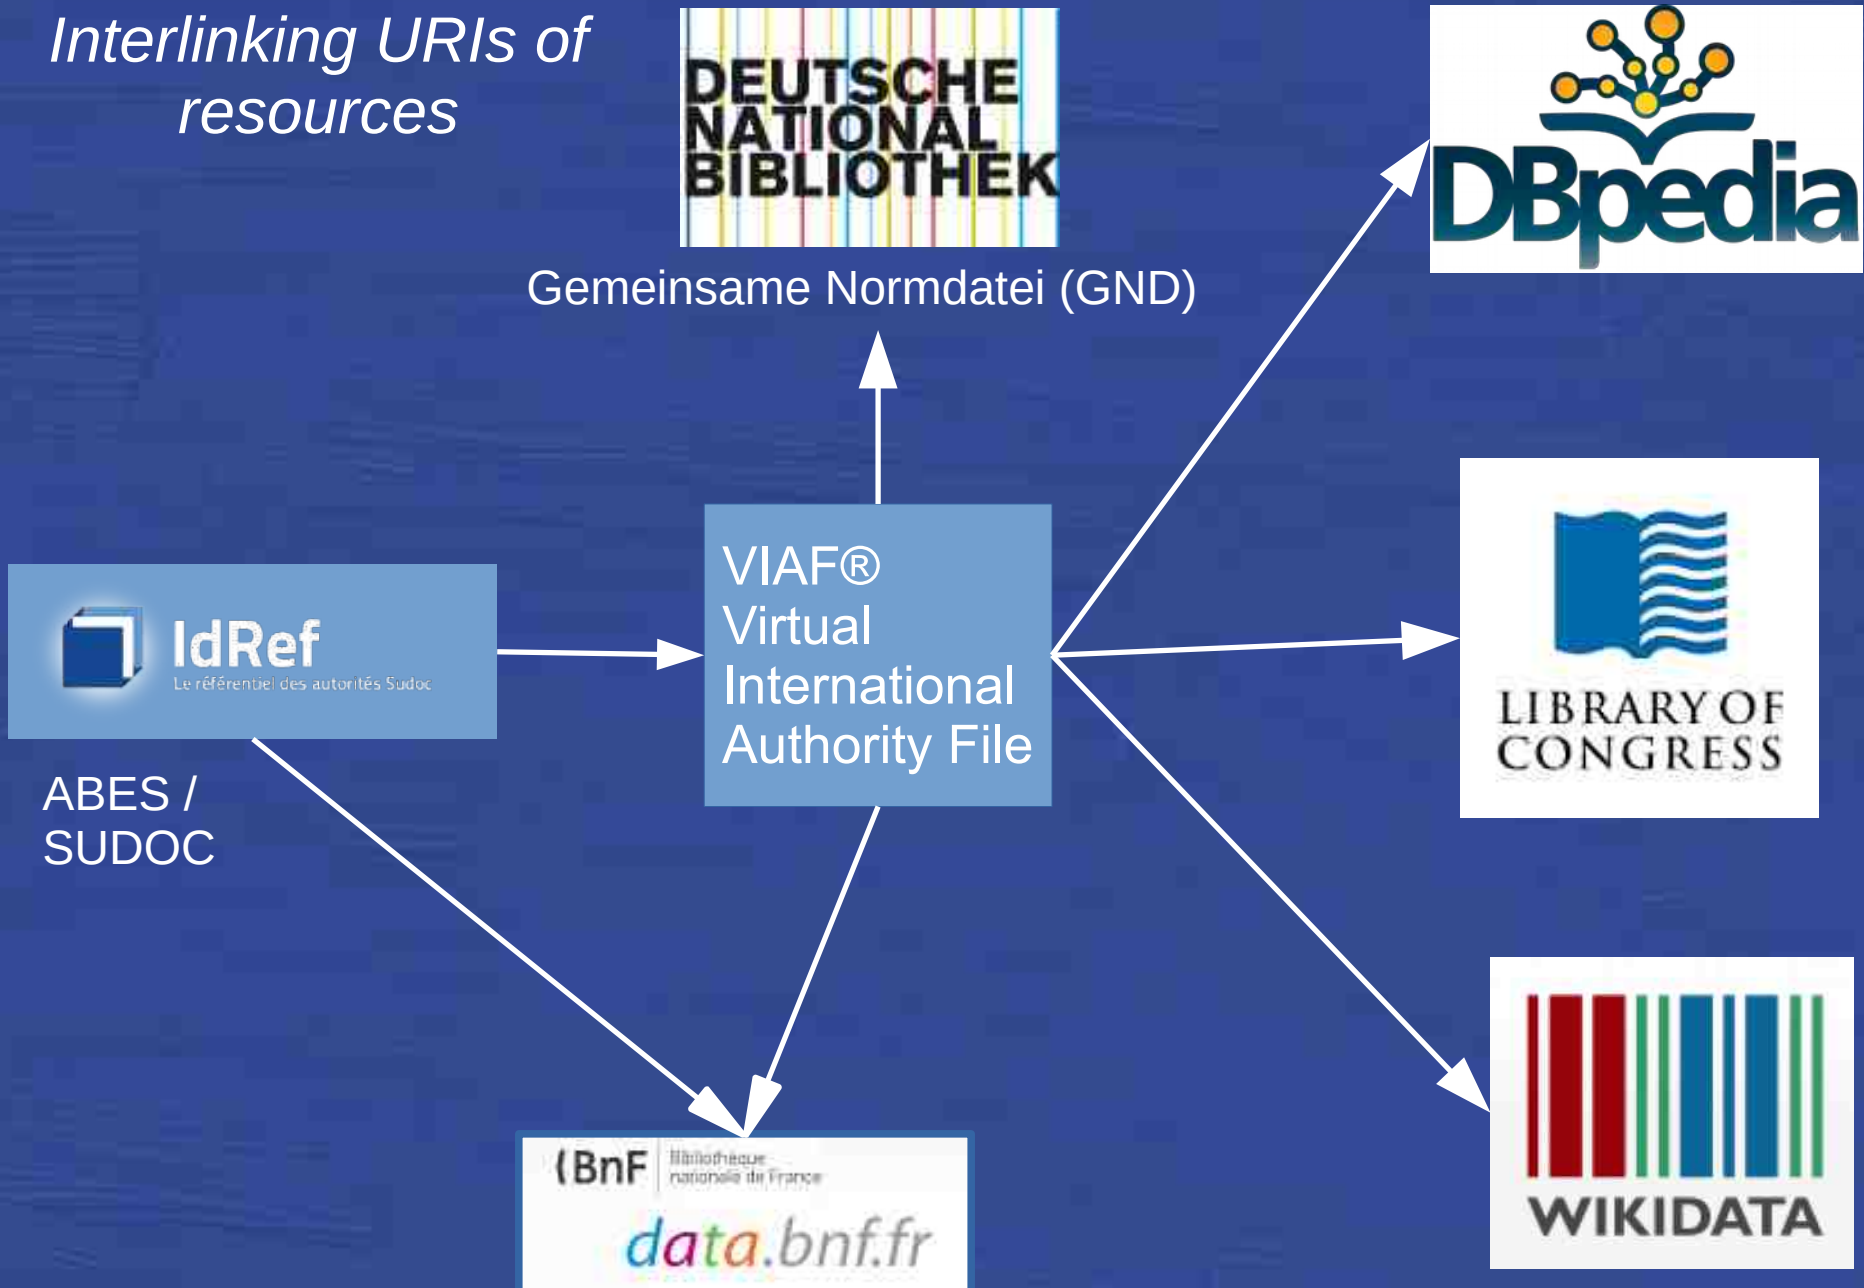 Interlinking URIs of
resources
DEUTSCHE
NATIONAL
BIBLIOTHEK
Gemeinsame Normdatei (GND)
DBpedia
IdRef
Le référentiel des autorités Sudoc
ABES /
SUDOC
VIAF®
Virtual
International
Authority File
LIBRARY OF
CONGRESS
{BnF
Bibliothèque
nationale de France
data.bnf.fr
WIKIDATA